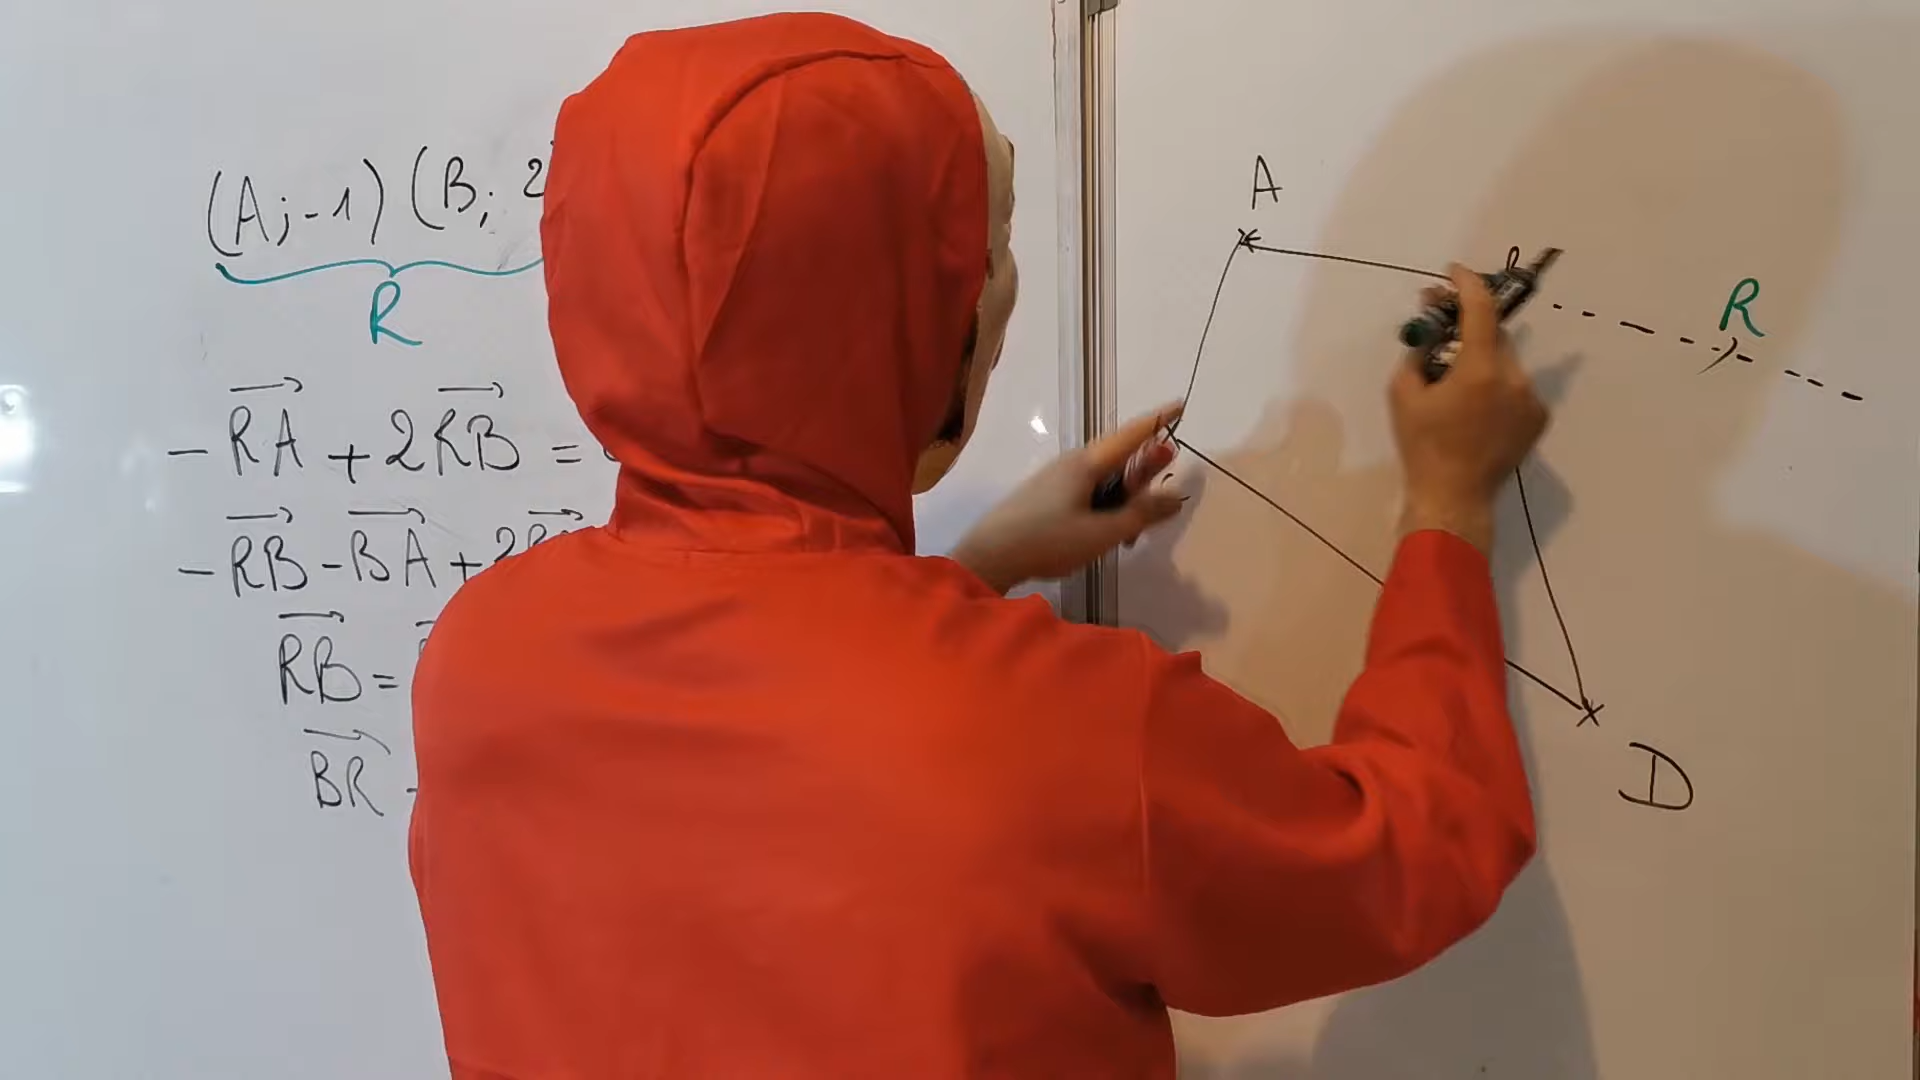 (A; -1) (B; 2
R
-RA + 2RB =
-RB - BA + 2
RB =
BR
A
R
D